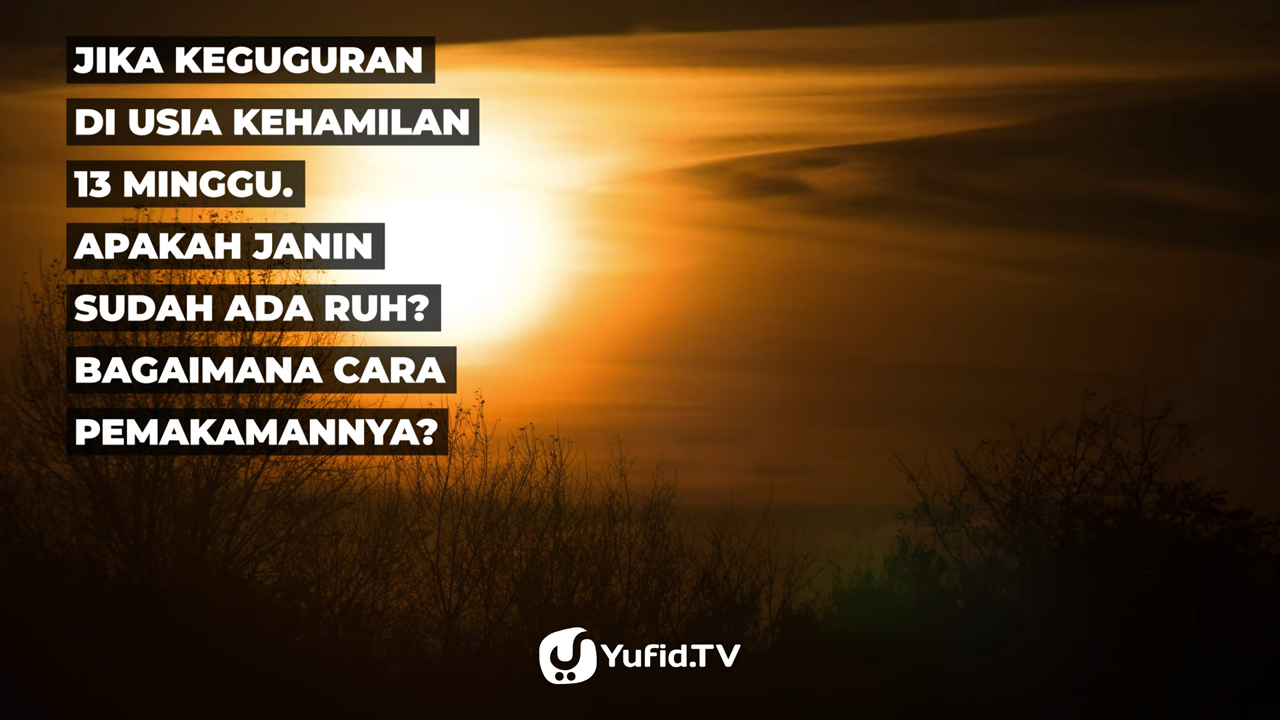 JIKA KEGUGURAN
DI USIA KEHAMILAN
13 MINGGU.
APAKAH JANIN
SUDAH ADA RUH?
BAGAIMANA CARA
PEMAKAMANNYA?
Yufid.TV